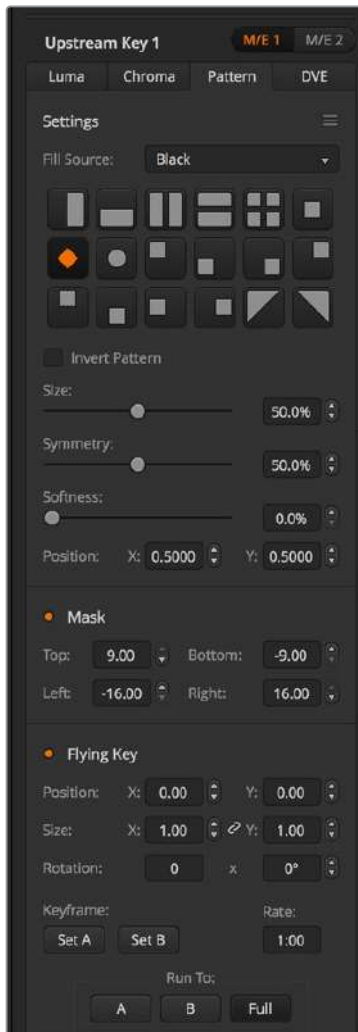 Upstream Key 1 M/E 1 M/E 2
Luma Chroma Pattern DVE
Settings
Fill Source: Black
Invert Pattern
Size:
50.0%
Symmetry:
50.0%
Softness:
0.0%
Position: X: 0.5000 Y: 0.5000
Mask
Top: 9.00 Bottom: -9.00
Left: -16.00 Right: 16.00
Flying Key
Position: X: 0.00 Y: 0.00
Size: X: 1.00 Y: 1.00
Rotation: 0 x 0°
Keyframe: Rate:
Set A Set B 1:00
Run To:
A B Full